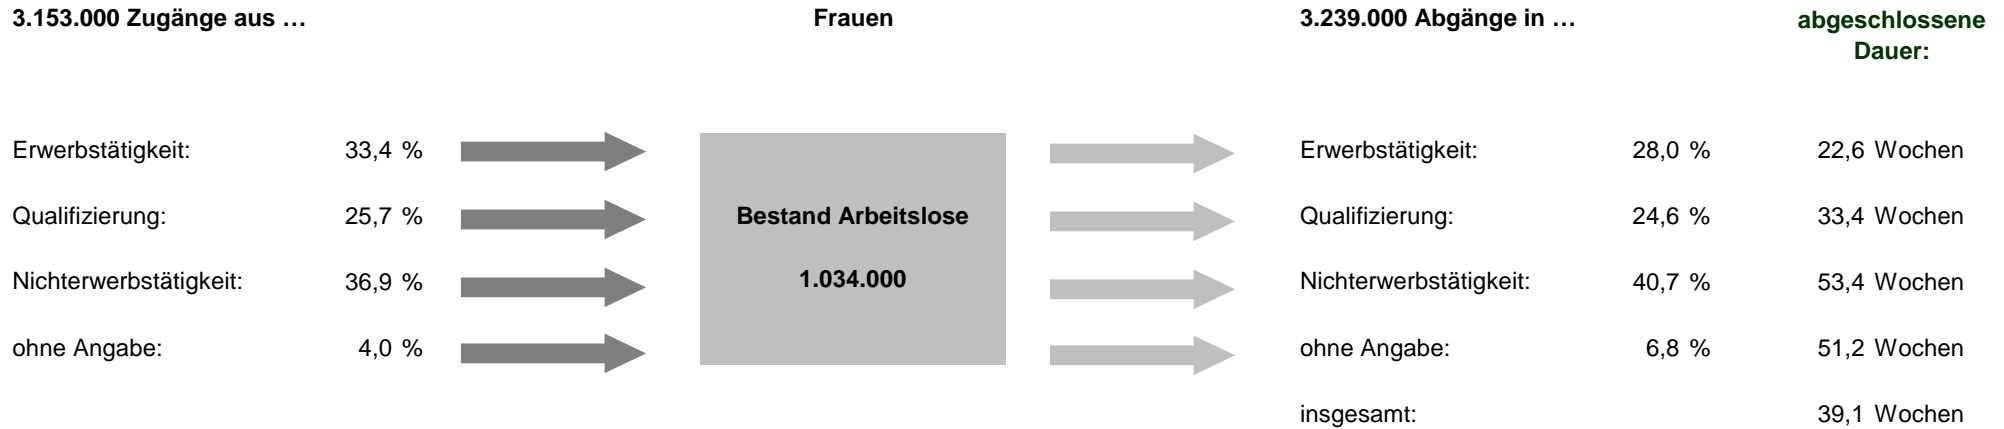 3.153.000 Zugänge aus … Frauen 3.239.000 Abgänge in … abgeschlossene
Dauer:
Erwerbstätigkeit: 33,4 % Erwerbstätigkeit: 28,0 % 22,6 Wochen
Qualifizierung: 25,7 % Bestand Arbeitslose Qualifizierung: 24,6 % 33,4 Wochen
Nichterwerbstätigkeit: 36,9 % 1.034.000 Nichterwerbstätigkeit: 40,7 % 53,4 Wochen
ohne Angabe: 4,0 % ohne Angabe: 6,8 % 51,2 Wochen
insgesamt: 39,1 Wochen